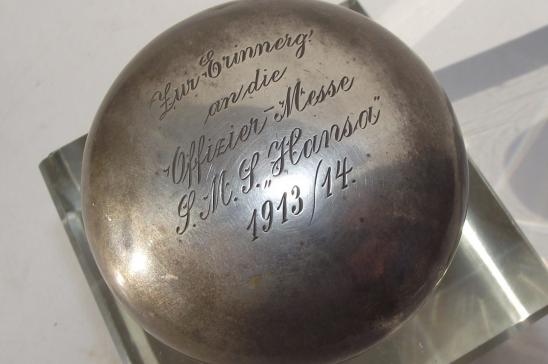 Zur Erinnerg.
an die
Offizier-Messe
S.M.S. „Hansa“
1913/14.